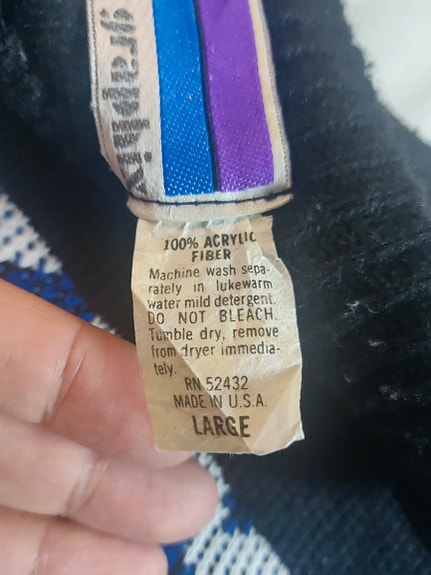 graphix
100% ACRYLIC
FIBER
Machine wash sepa-
rately in lukewarm
water mild detergent.
DO NOT BLEACH.
Tumble dry, remove
from dryer immedia-
tely.
RN 52432
MADE IN U.S.A.
LARGE